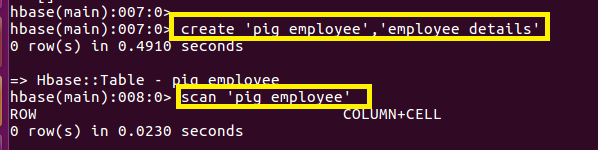 hbase(main):007:0>
hbase(main):007:0> create 'pig employee','employee details'
0 row(s) in 0.4910 seconds
=> Hbase::Table - pig employee
hbase(main):008:0> scan 'pig employee'
ROW COLUMN+CELL
0 row(s) in 0.0230 seconds